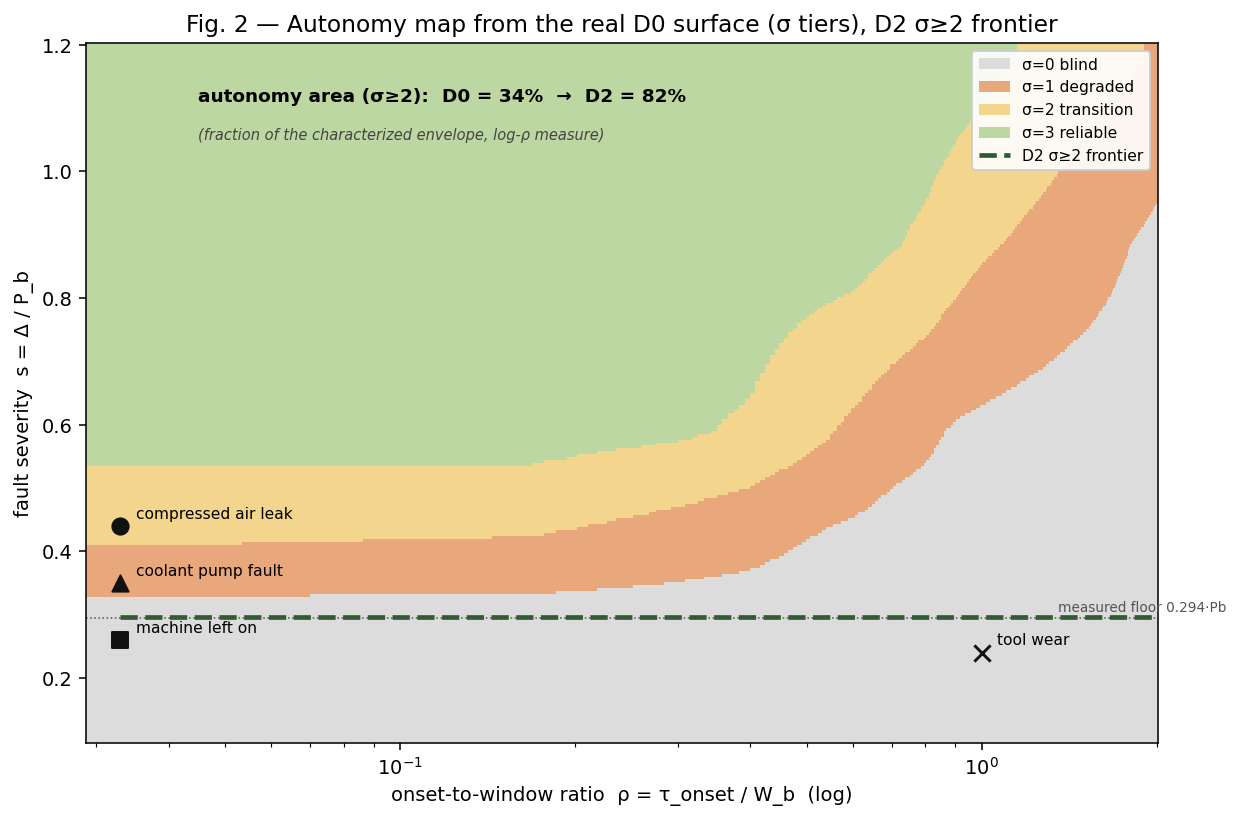 Fig. 2 — Autonomy map from the real D0 surface (σ tiers), D2 σ≥2 frontier
autonomy area (σ≥2): D0 = 34% → D2 = 82%
(fraction of the characterized envelope, log-ρ measure)
σ=0 blind
σ=1 degraded
σ=2 transition
σ=3 reliable
D2 σ≥2 frontier
fault severity s = Δ / P_b
1.2
1.0
0.8
0.6
0.4
0.2
compressed air leak
coolant pump fault
machine left on
measured floor 0.294·Pb
tool wear
10⁻¹
10⁰
onset-to-window ratio ρ = τ_onset / W_b (log)